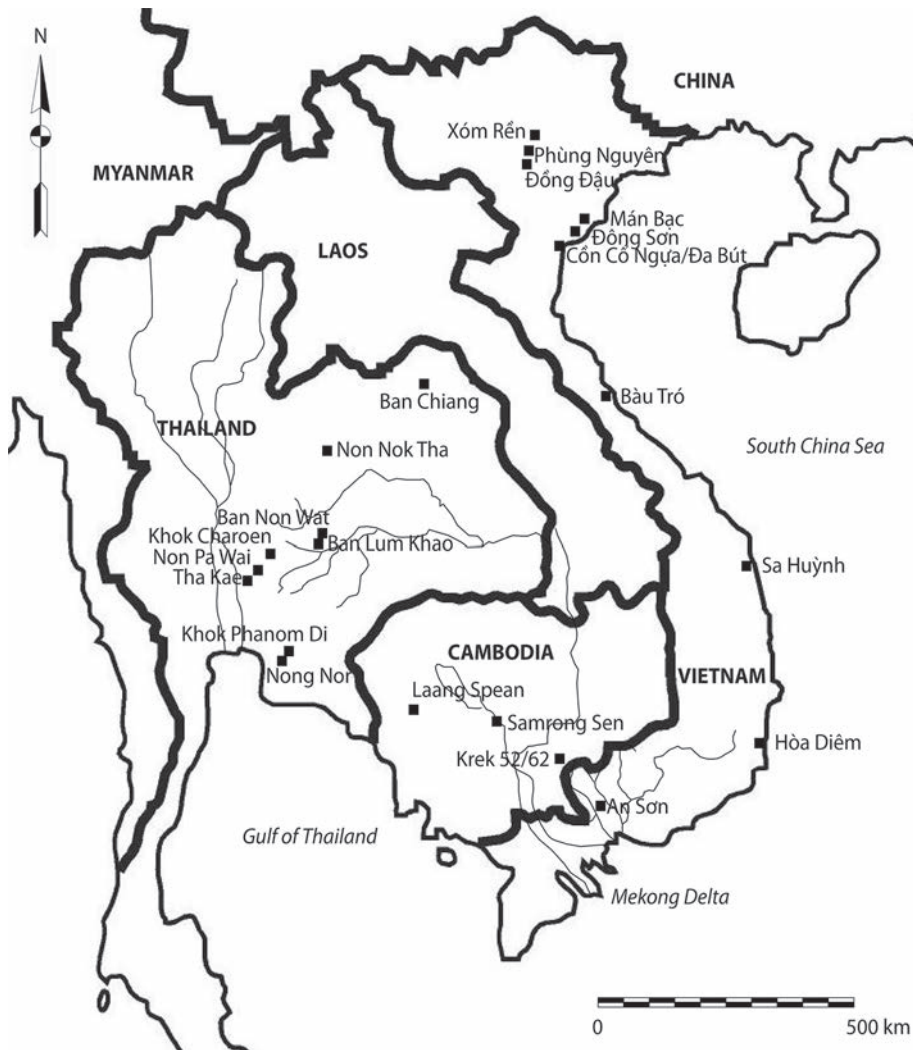 N
CHINA
Xóm Rền
Phùng Nguyên
Đồng Đậu
MYANMAR
Mán Bạc
Đông Sơn
LAOS
Cồn Cổ Ngựa/Đa Bút
Ban Chiang
Bàu Tró
THAILAND
Non Nok Tha
South China Sea
Ban Non Wat
Khok Charoen
Ban Lum Khao
Non Pa Wai
Sa Huỳnh
Tha Kae
Khok Phanom Di
CAMBODIA
Nong Nor
VIETNAM
Laang Spean
Samrong Sen
Hòa Diêm
Krek 52/62
An Sơn
Gulf of Thailand
Mekong Delta
0 500 km